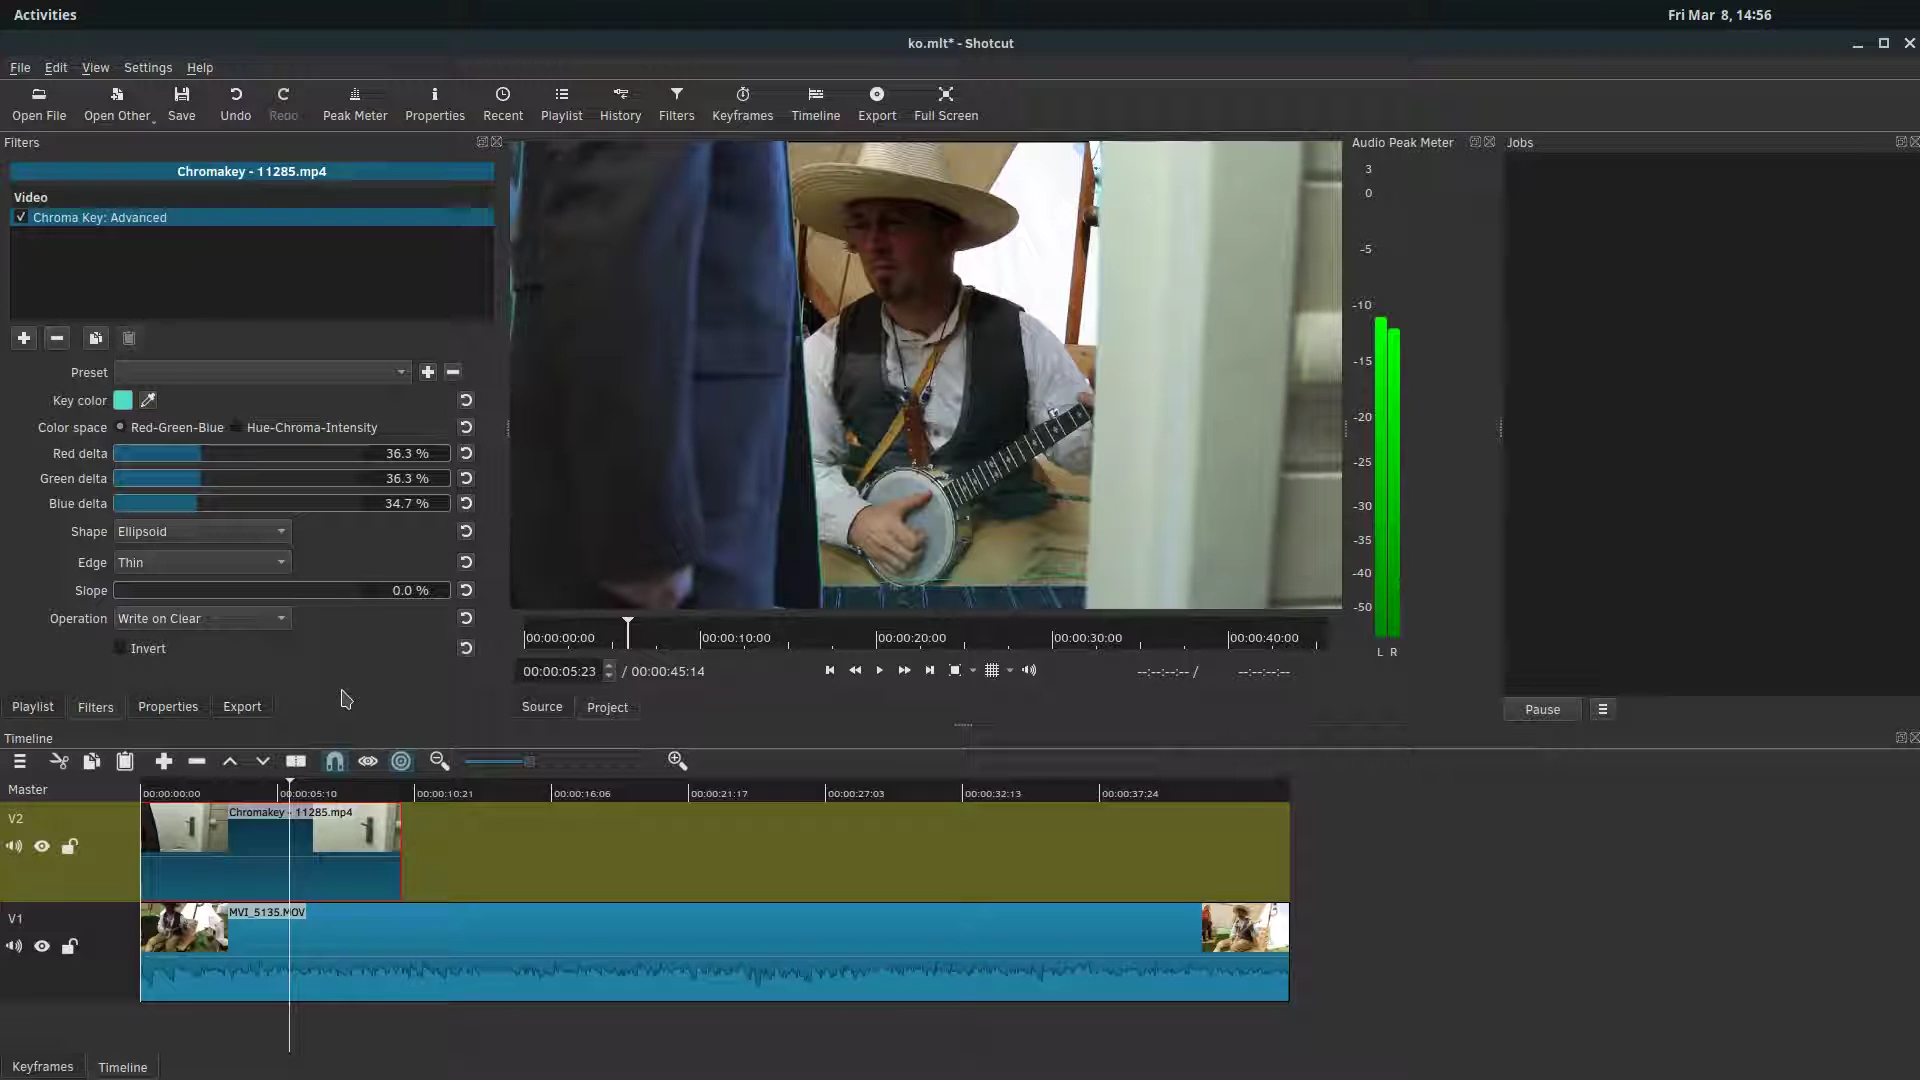 Activities
Fri Mar 8, 14:56
ko.mlt* - Shotcut
File Edit View Settings Help
Open File Open Other Save Undo Redo Peak Meter Properties Recent Playlist History Filters Keyframes Timeline Export Full Screen
Filters
Chromakey - 11285.mp4
Video
Chroma Key: Advanced
Preset
Key color
Color space Red-Green-Blue Hue-Chroma-Intensity
Red delta 36.3 %
Green delta 36.3 %
Blue delta 34.7 %
Shape Ellipsoid
Edge Thin
Slope 0.0 %
Operation Write on Clear
Invert
Playlist Filters Properties Export
00:00:00:00 00:00:10:00 00:00:20:00 00:00:30:00 00:00:40:00
00:00:05:23 / 00:00:45:14 --:--:--:-- / --:--:--:--
Source Project
Audio Peak Meter
3
0
-5
-10
-15
-20
-25
-30
-35
-40
-50
L R
Jobs
Pause
Timeline
Master
00:00:00:00 00:00:05:10 00:00:10:21 00:00:16:06 00:00:21:17 00:00:27:03 00:00:32:13 00:00:37:24
V2
Chromakey - 11285.mp4
V1
MVI_5135.MOV
Keyframes Timeline